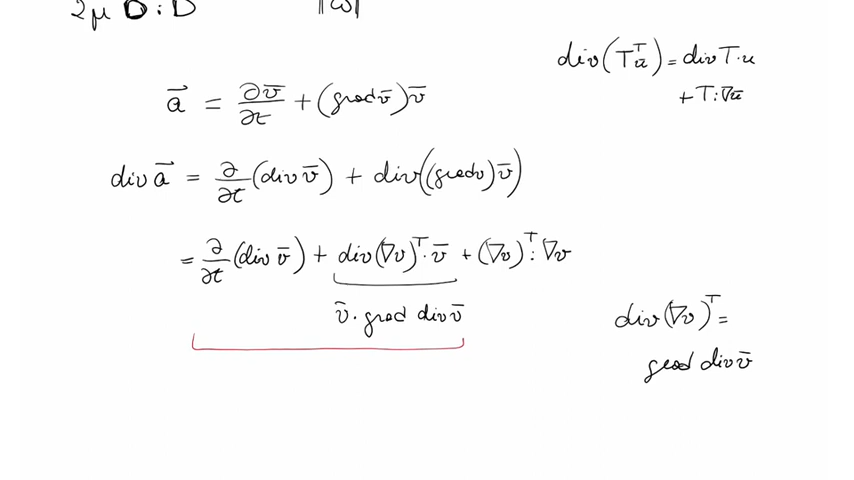 2μ D : D |ω|
div(Tᵀu̅) = div T·u
+ T:∇u̅
a⃗ = ∂v̅/∂t + (grad v̅)v̅
div a⃗ = ∂/∂t (div v̅) + div((grad v)v̅)
= ∂/∂t (div v̅) + div(∇v)ᵀ·v̅ + (∇v)ᵀ:∇v
v̅ · grad div v̅
div(∇v)ᵀ =
grad div v̅